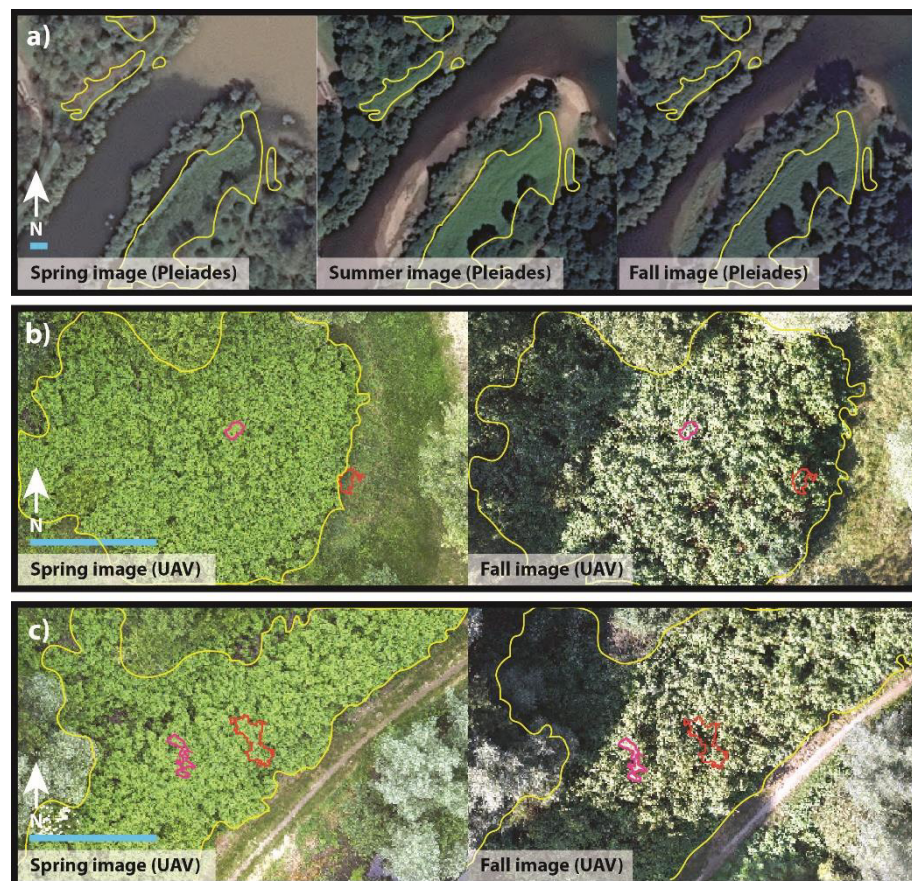 a)
N
Spring image (Pleiades)
Summer image (Pleiades)
Fall image (Pleiades)
b)
N
Spring image (UAV)
Fall image (UAV)
c)
N
Spring image (UAV)
Fall image (UAV)